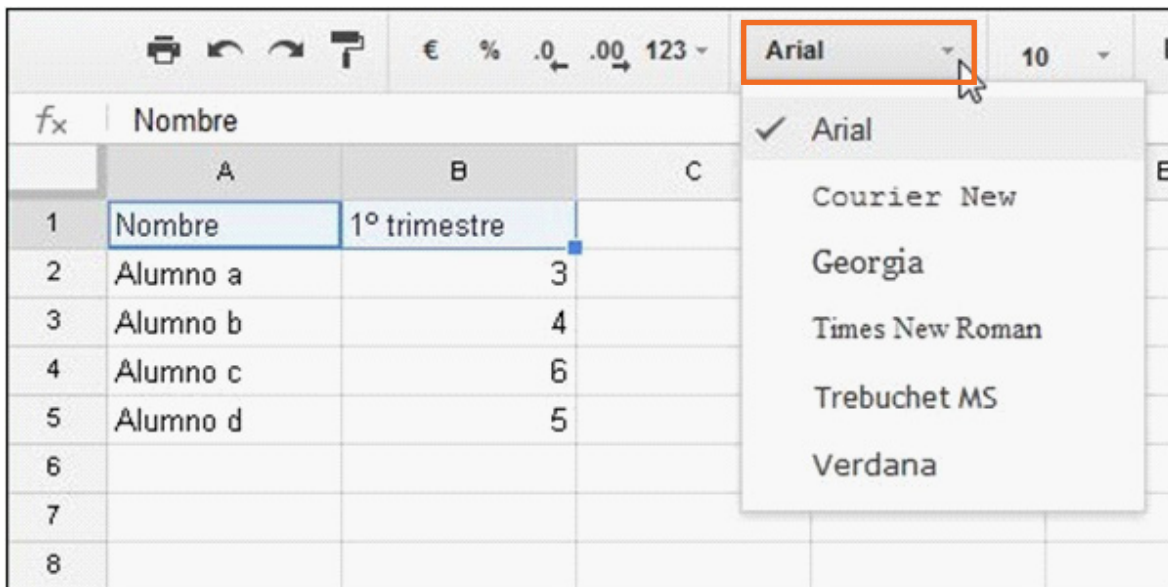 € % .0 .00 123 Arial 10
fx Nombre
A B C E
1 Nombre 1º trimestre
2 Alumno a 3
3 Alumno b 4
4 Alumno c 6
5 Alumno d 5
6
7
8
Arial
Courier New
Georgia
Times New Roman
Trebuchet MS
Verdana